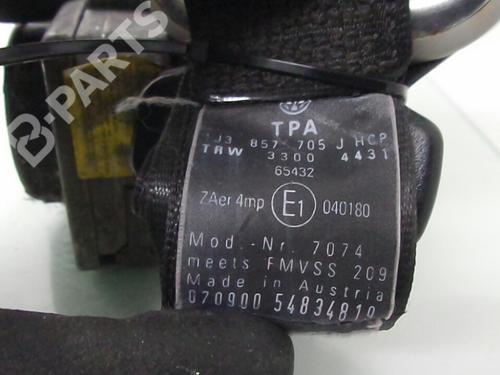 B-PARTS
TPA
1J3 857 705 J HCP
TRW 3300 4431
65432
ZAer 4mp E1 040180
Mod.-Nr. 7074
meets FMVSS 209
Made in Austria
070900 54834819